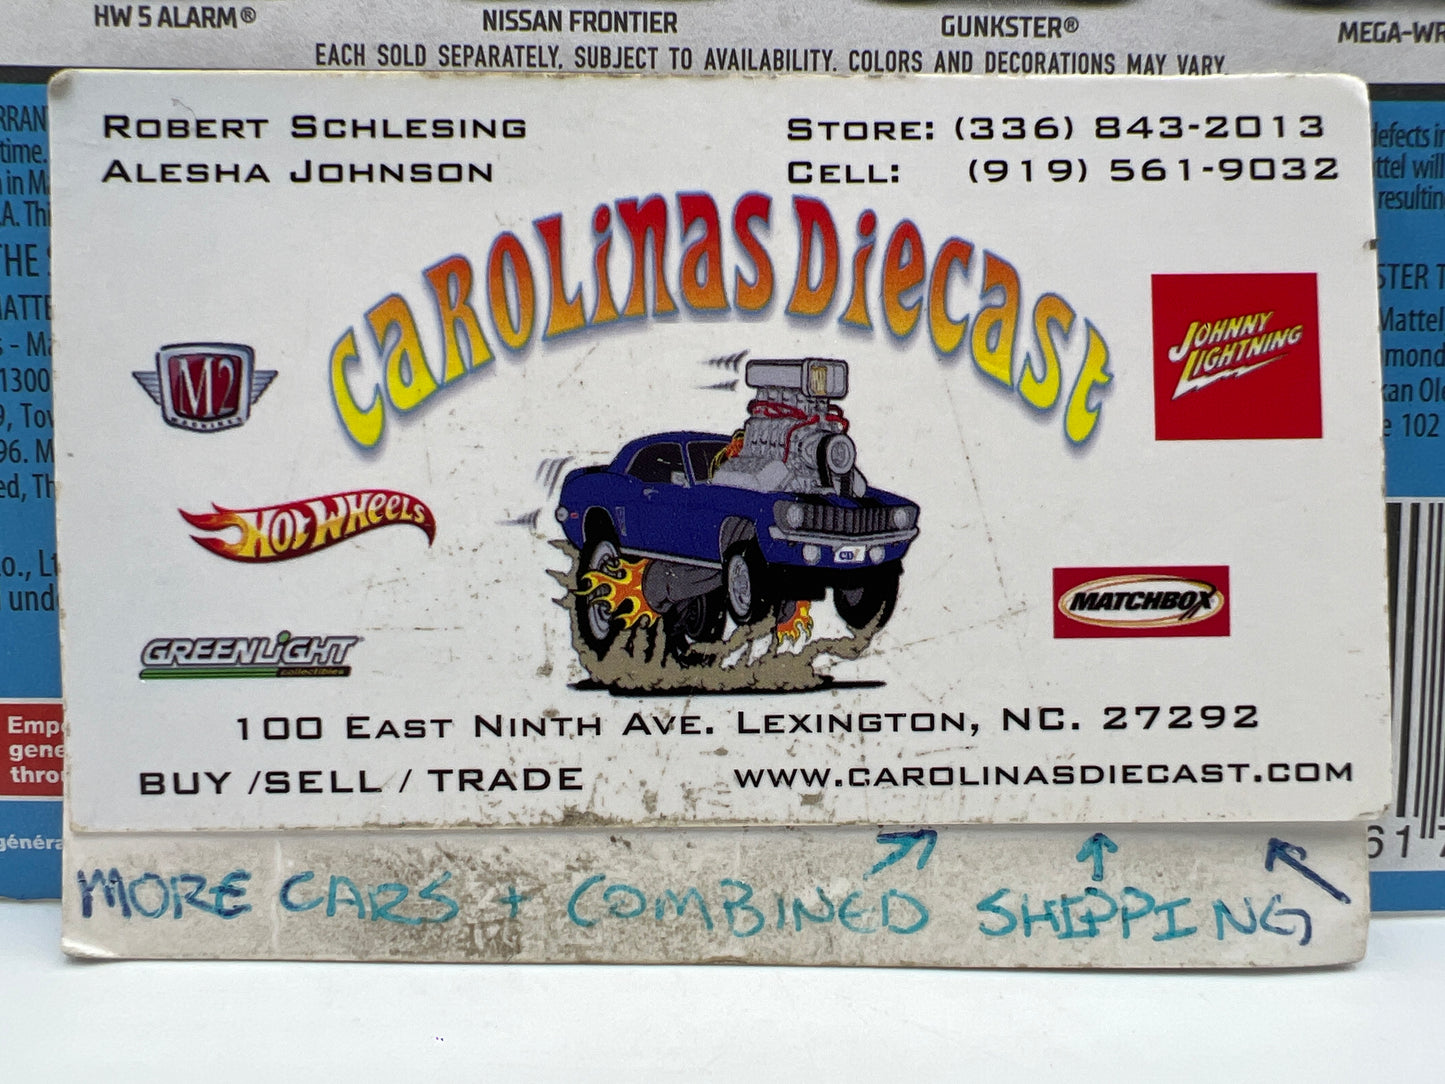 HW 5 ALARM® NISSAN FRONTIER GUNKSTER®
EACH SOLD SEPARATELY, SUBJECT TO AVAILABILITY. COLORS AND DECORATIONS MAY VARY.
ROBERT SCHLESING
ALESHA JOHNSON
STORE: (336) 843-2013
CELL: (919) 561-9032
CAROLINAS DIECAST
M2
MACHINES
JOHNNY
LIGHTNING
HOT WHEELS
MATCHBOX
GREENLIGHT
collectibles
100 EAST NINTH AVE. LEXINGTON, NC. 27292
BUY /SELL / TRADE
WWW.CAROLINASDIECAST.COM
MORE CARS + COMBINED SHIPPING